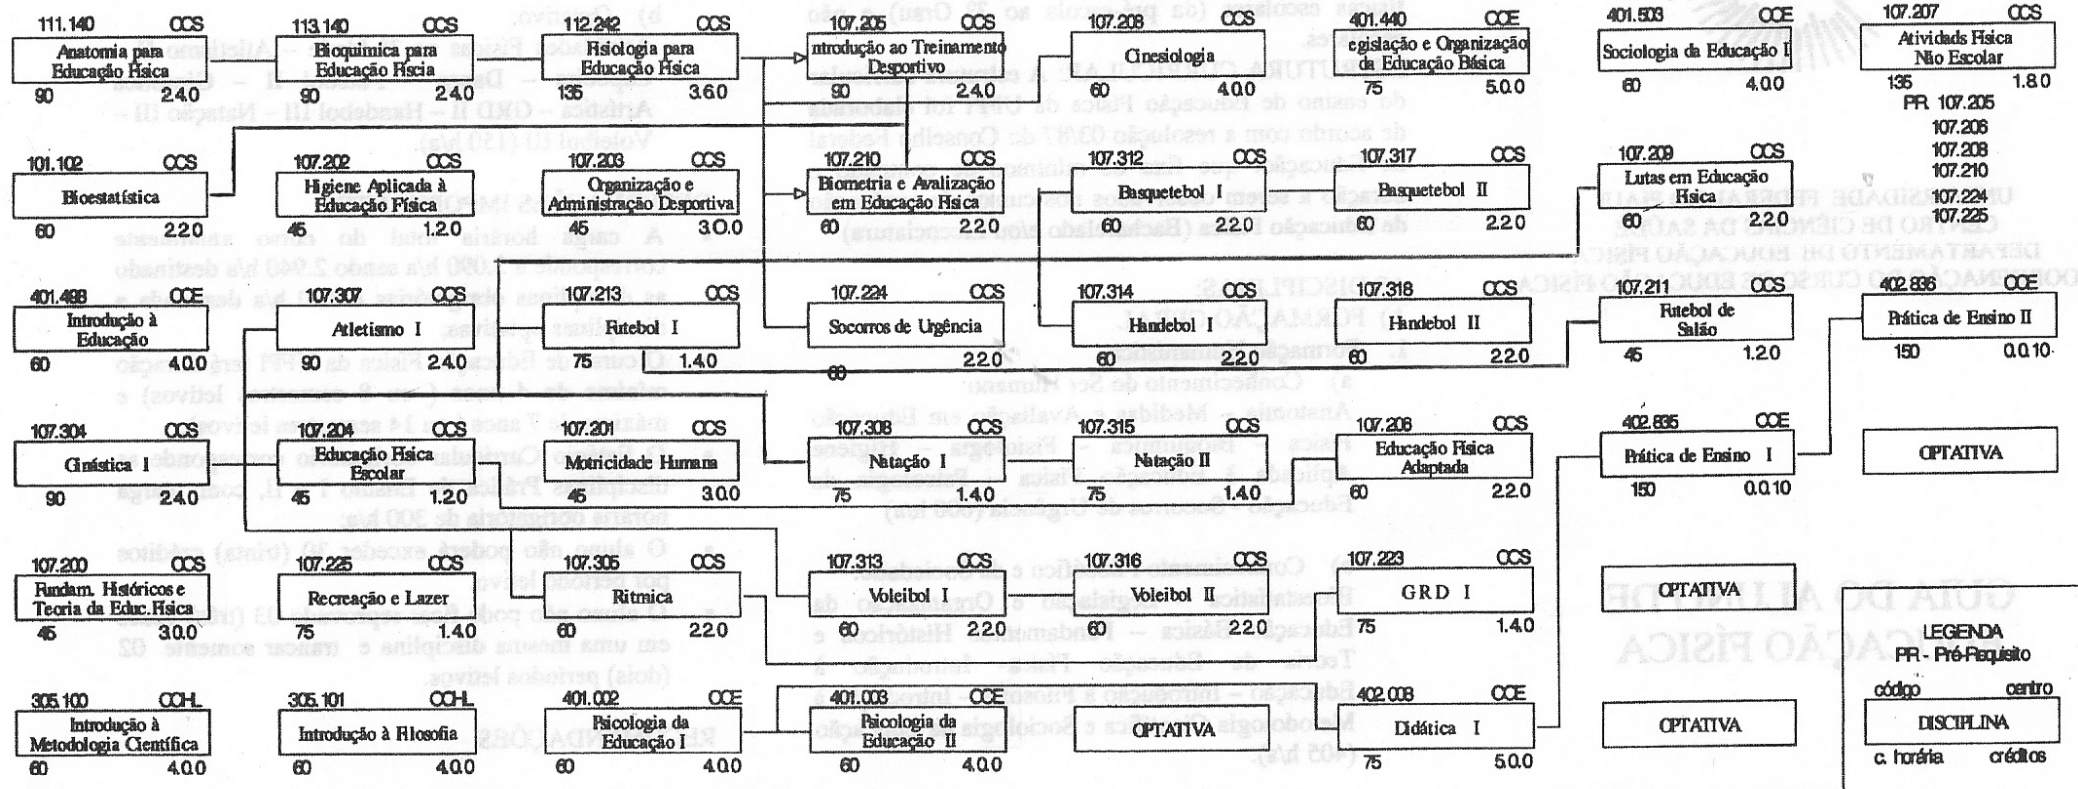 111.140 CCS
Anatomia para
Educação Física
90 2.4.0
113.140 CCS
Bioquimica para
Educação Fiscia
90 2.4.0
112.242 CCS
Fisiologia para
Educação Física
135 3.6.0
107.205 CCS
ntrodução ao Treinamento
Desportivo
90 2.4.0
107.208 CCS
Cinesiologia
60 4.0.0
401.440 CCE
egislação e Organização
da Educação Básica
75 5.0.0
401.503 CCE
Sociologia da Educação I
60 4.0.0
107.207 CCS
Atividads Fisica
Não Escolar
135 1.8.0
PR 107.205
107.206
107.208
107.210
107.224
107.225
101.102 CCS
Bioestatística
60 2.2.0
107.202 CCS
Higiene Aplicada à
Educação Física
45 1.2.0
107.203 CCS
Organização e
Administração Desportiva
45 3.0.0
107.210 CCS
Biometria e Avalização
em Educação Fisica
60 2.2.0
107.312 CCS
Basquetebol I
60 2.2.0
107.317 CCS
Basquetebol II
60 2.2.0
107.209 CCS
Lutas em Educação
Fisica
60 2.2.0
401.498 CCE
Introdução à
Educação
60 4.0.0
107.307 CCS
Atletismo I
90 2.4.0
107.213 CCS
Futebol I
75 1.4.0
107.224 CCS
Socorros de Urgência
2.2.0
60
107.314 CCS
Handebol I
60 2.2.0
107.318 CCS
Handebol II
60 2.2.0
107.211 CCS
Futebol de
Salão
45 1.2.0
402.836 CCE
Prática de Ensino II
150 0.0.10
107.304 CCS
Ginástica I
90 2.4.0
107.204 CCS
Educação Fisica
Escolar
45 1.2.0
107.201 CCS
Motricidade Humana
45 3.0.0
107.308 CCS
Natação I
75 1.4.0
107.315 CCS
Natação II
75 1.4.0
107.206 CCS
Educação Fisica
Adaptada
60 2.2.0
402.835 CCE
Prática de Ensino I
150 0.0.10
OPTATIVA
107.200 CCS
Fundam. Históricos e
Teoria da Educ.Fisica
45 3.0.0
107.225 CCS
Recreação e Lazer
75 1.4.0
107.305 CCS
Ritmica
60 2.2.0
107.313 CCS
Voleibol I
60 2.2.0
107.316 CCS
Voleibol II
60 2.2.0
107.223 CCS
GRD I
75 1.4.0
OPTATIVA
305.100 CCHL
Introdução à
Metodologia Científica
60 4.0.0
305.101 CCHL
Introdução à Filosofia
60 4.0.0
401.002 CCE
Psicologia da
Educação I
60 4.0.0
401.003 CCE
Psicologia da
Educação II
60 4.0.0
OPTATIVA
402.008 CCE
Didática I
75 5.0.0
OPTATIVA
LEGENDA
PR - Pré-Requisito
código centro
DISCIPLINA
c. horária créditos